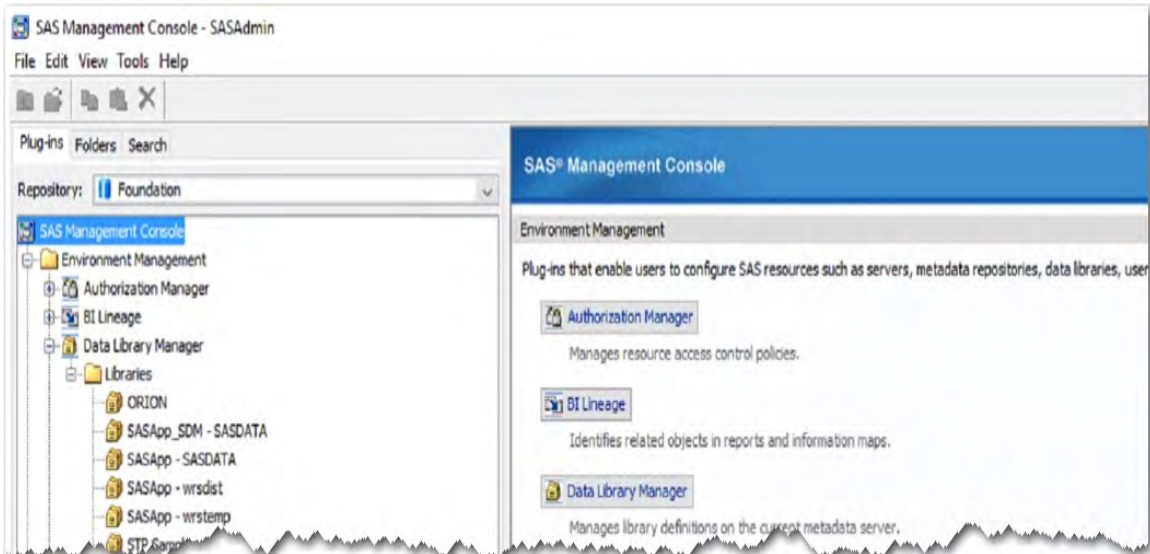 SAS Management Console - SASAdmin
File Edit View Tools Help
Plug-ins Folders Search
Repository: Foundation
SAS Management Console
Environment Management
Authorization Manager
BI Lineage
Data Library Manager
Libraries
ORION
SASApp_SDM - SASDATA
SASApp - SASDATA
SASApp - wrsdist
SASApp - wrstemp
STP
SAS® Management Console
Environment Management
Plug-ins that enable users to configure SAS resources such as servers, metadata repositories, data libraries, user
Authorization Manager
Manages resource access control policies.
BI Lineage
Identifies related objects in reports and information maps.
Data Library Manager
Manages library definitions on the current metadata server.